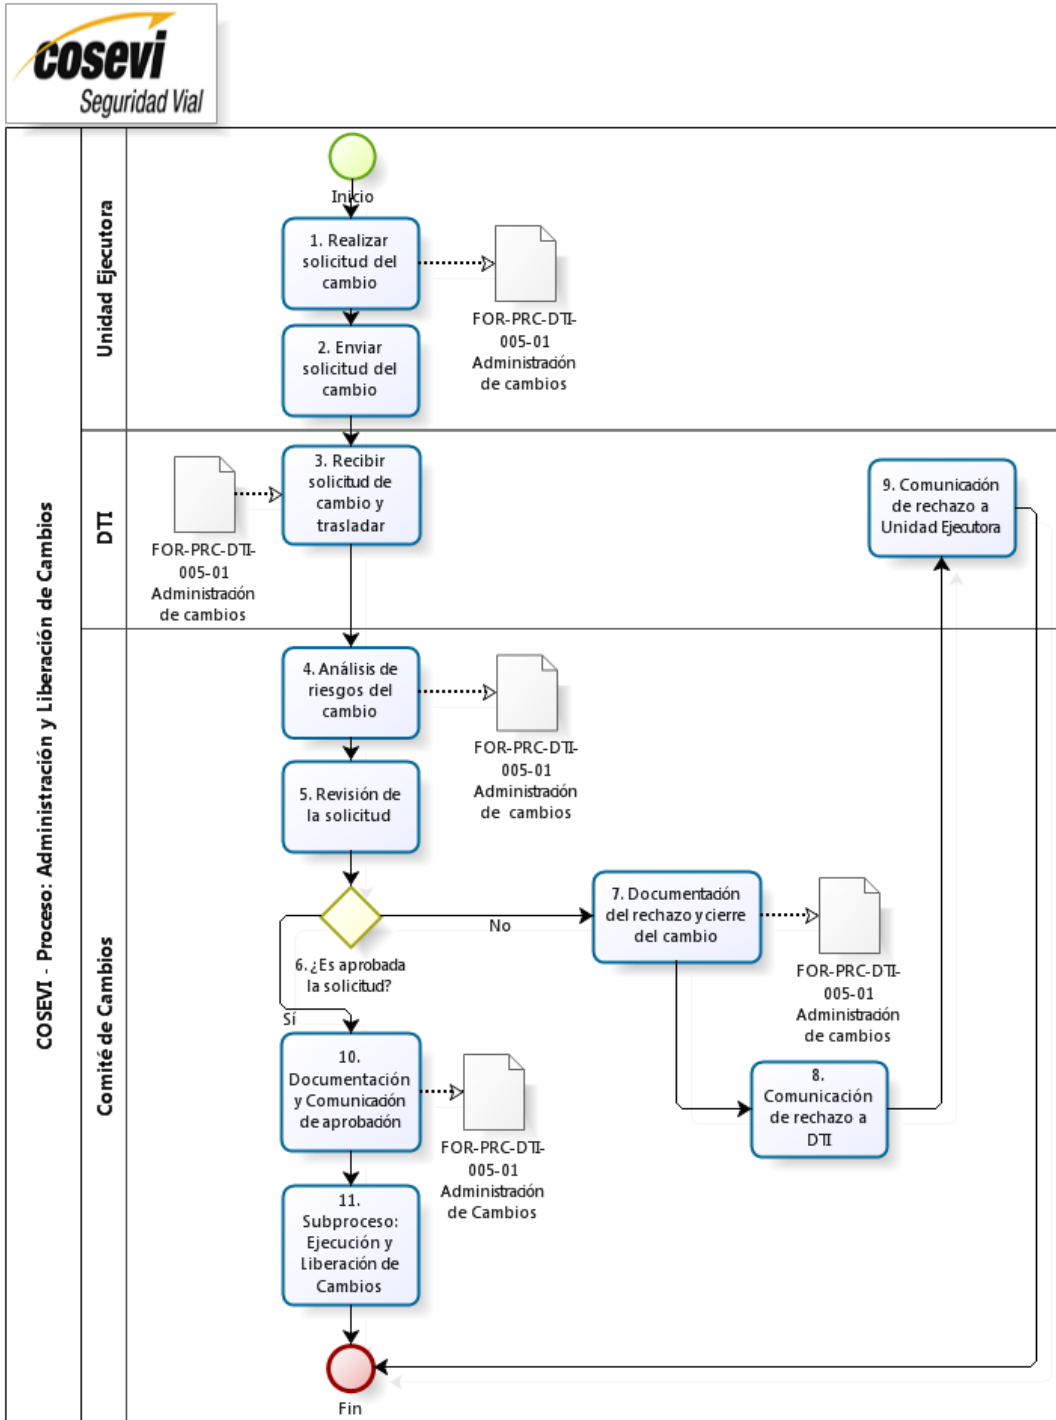 cosevi
Seguridad Vial
COSEVI - Proceso: Administración y Liberación de Cambios
Unidad Ejecutora
Inicio
1. Realizar
solicitud del
cambio
FOR-PRC-DTI-
005-01
Administración
de cambios
2. Enviar
solicitud del
cambio
DTI
3. Recibir
solicitud de
cambio y
trasladar
FOR-PRC-DTI-
005-01
Administración
de cambios
9. Comunicación
de rechazo a
Unidad Ejecutora
Comité de Cambios
4. Análisis de
riesgos del
cambio
FOR-PRC-DTI-
005-01
Administración
de cambios
5. Revisión de
la solicitud
6. ¿Es aprobada
la solicitud?
No
Sí
7. Documentación
del rechazo y cierre
del cambio
FOR-PRC-DTI-
005-01
Administración
de cambios
8.
Comunicación
de rechazo a
DTI
10.
Documentación
y Comunicación
de aprobación
FOR-PRC-DTI-
005-01
Administración
de Cambios
11.
Subproceso:
Ejecución y
Liberación de
Cambios
Fin